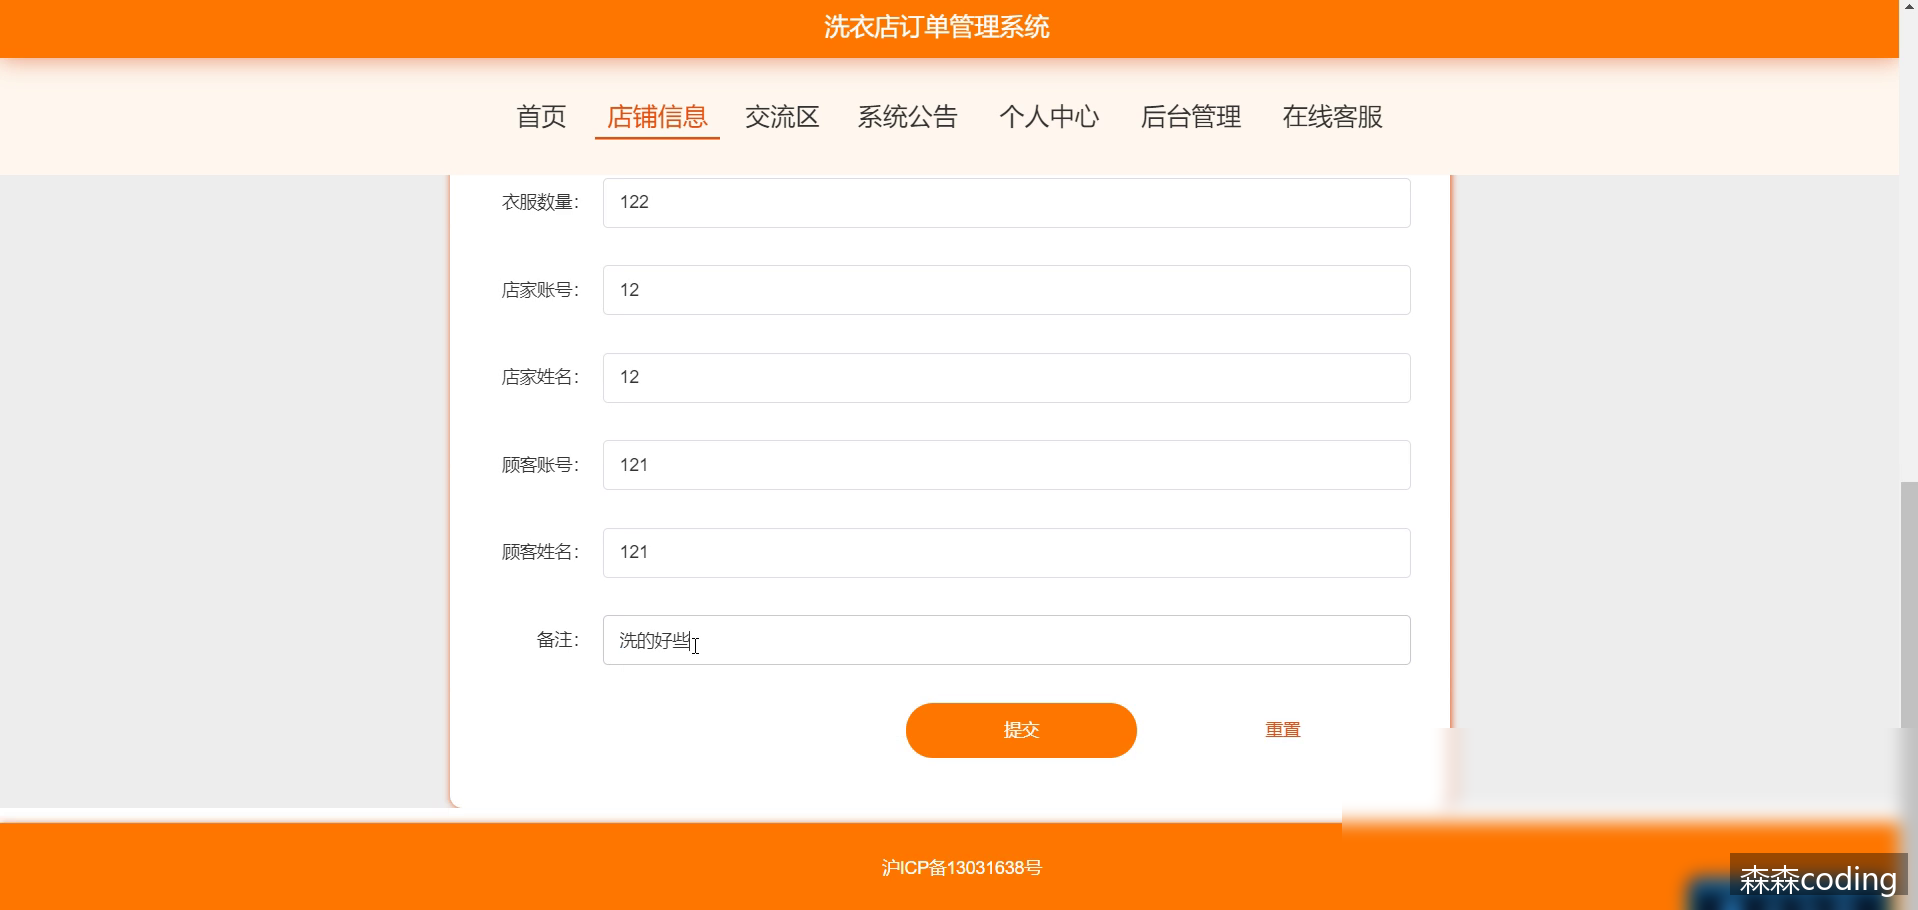 洗衣店订单管理系统
首页 店铺信息 交流区 系统公告 个人中心 后台管理 在线客服
衣服数量： 122
店家账号： 12
店家姓名： 12
顾客账号： 121
顾客姓名： 121
备注： 洗的好些
提交 重置
沪ICP备13031638号
森森coding